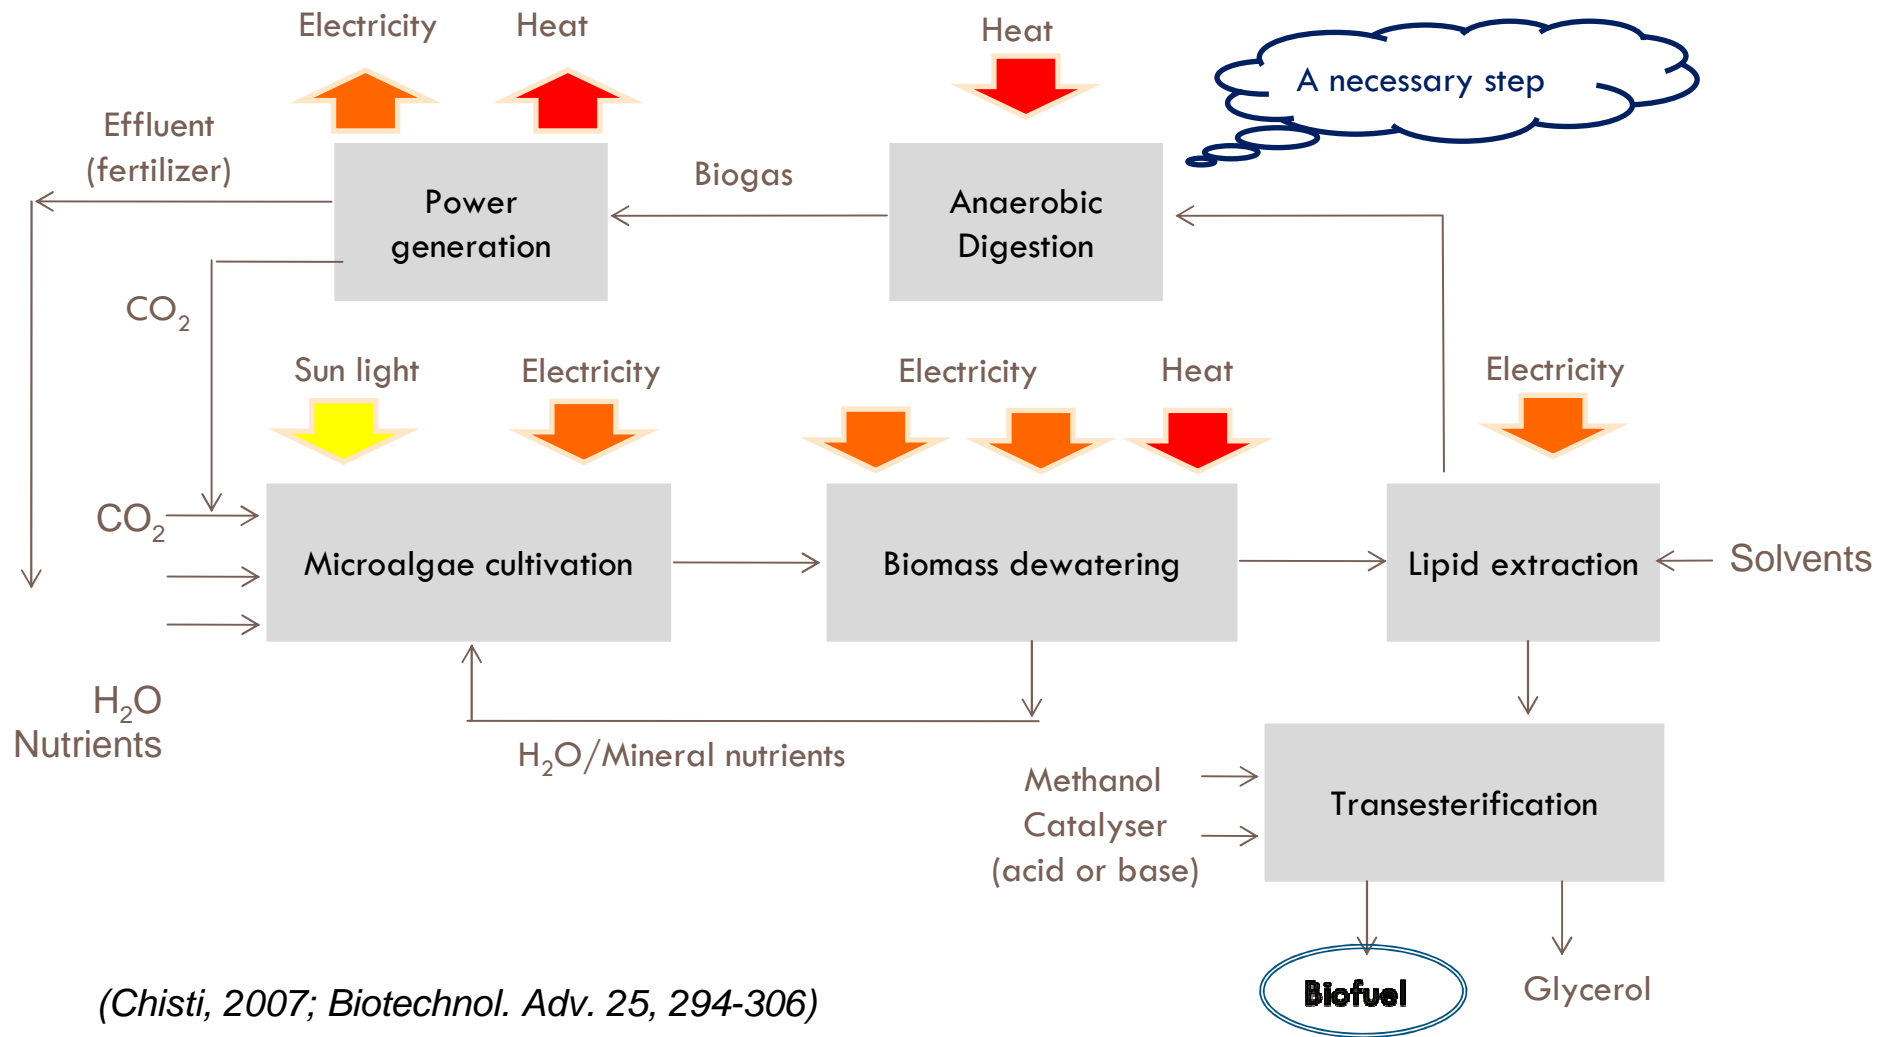 Electricity
Heat
Heat
A necessary step
Effluent
(fertilizer)
Power
generation
Biogas
Anaerobic
Digestion
CO₂
Sun light
Electricity
Electricity
Heat
Electricity
CO₂
Microalgae cultivation
Biomass dewatering
Lipid extraction
Solvents
H₂O
Nutrients
H₂O/Mineral nutrients
Methanol
Catalyser
(acid or base)
Transesterification
Biofuel
Glycerol
(Chisti, 2007; Biotechnol. Adv. 25, 294-306)